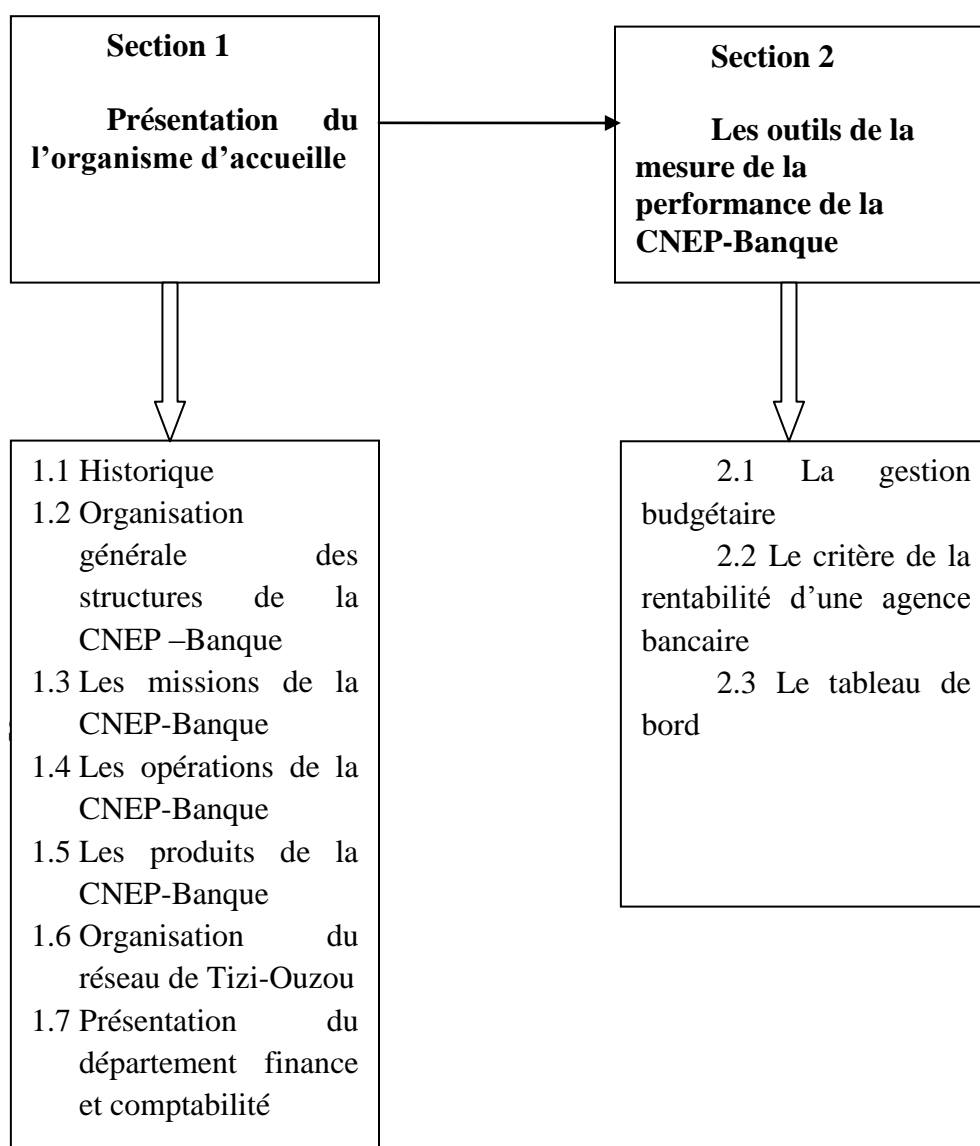 Section 1
Présentation du
l'organisme d'accueille
Section 2
Les outils de la
mesure de la
performance de la
CNEP-Banque
1.1 Historique
1.2 Organisation
générale des
structures de la
CNEP –Banque
1.3 Les missions de la
CNEP-Banque
1.4 Les opérations de la
CNEP-Banque
1.5 Les produits de la
CNEP-Banque
1.6 Organisation du
réseau de Tizi-Ouzou
1.7 Présentation du
département finance
et comptabilité
2.1 La gestion
budgétaire
2.2 Le critère de la
rentabilité d'une agence
bancaire
2.3 Le tableau de
bord